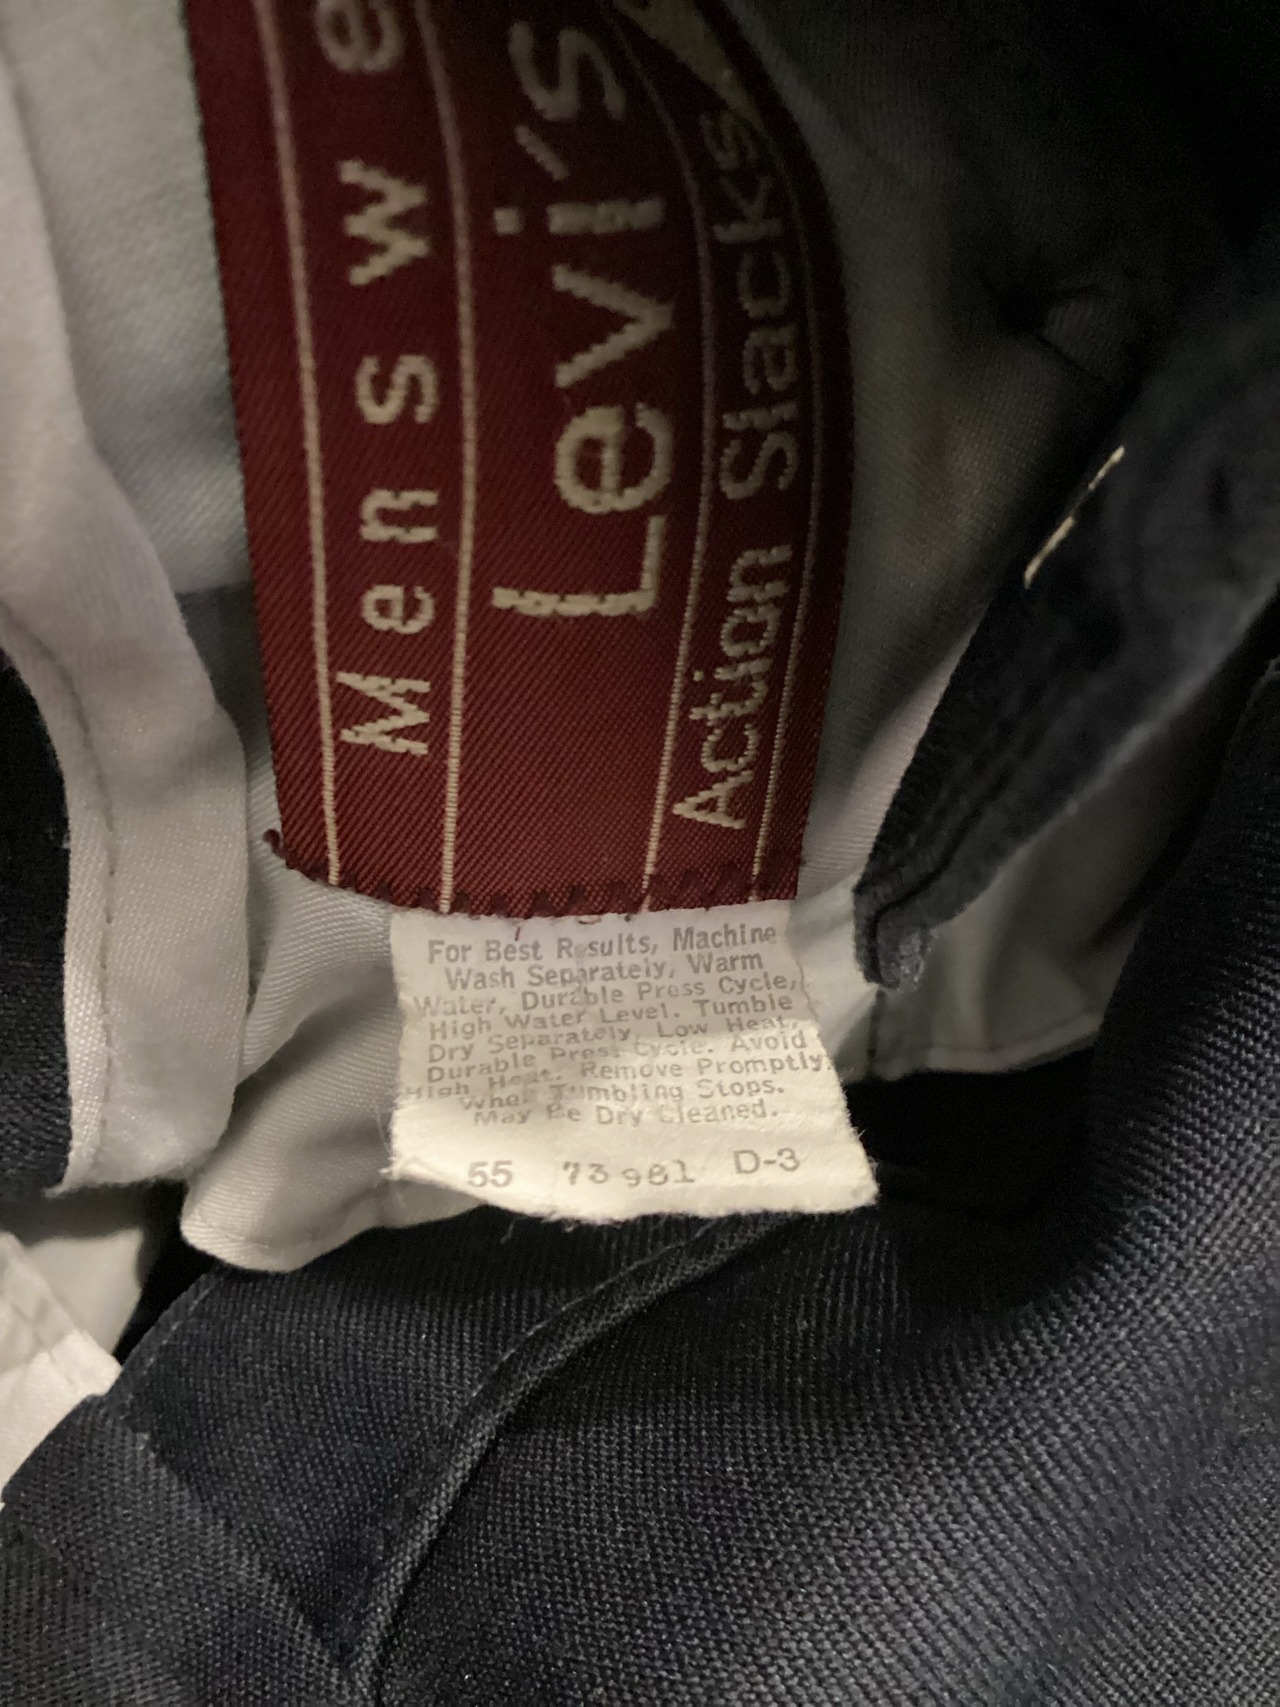 Menswe
Levi's
Action Slacks
For Best Results, Machine
Wash Separately, Warm
Water, Durable Press Cycle,
High Water Level. Tumble
Dry Separately, Low Heat,
Durable Press Cycle. Avoid
High Heat. Remove Promptly
When Tumbling Stops.
May Be Dry Cleaned.
55 73981 D-3